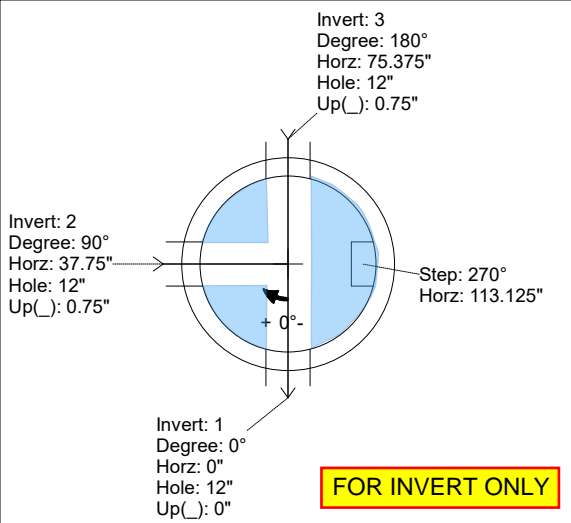 Invert: 3
Degree: 180°
Horz: 75.375"
Hole: 12"
Up(_): 0.75"
Invert: 2
Degree: 90°
Horz: 37.75"
Hole: 12"
Up(_): 0.75"
Step: 270°
Horz: 113.125"
+ 0°-
Invert: 1
Degree: 0°
Horz: 0"
Hole: 12"
Up(_): 0"
FOR INVERT ONLY